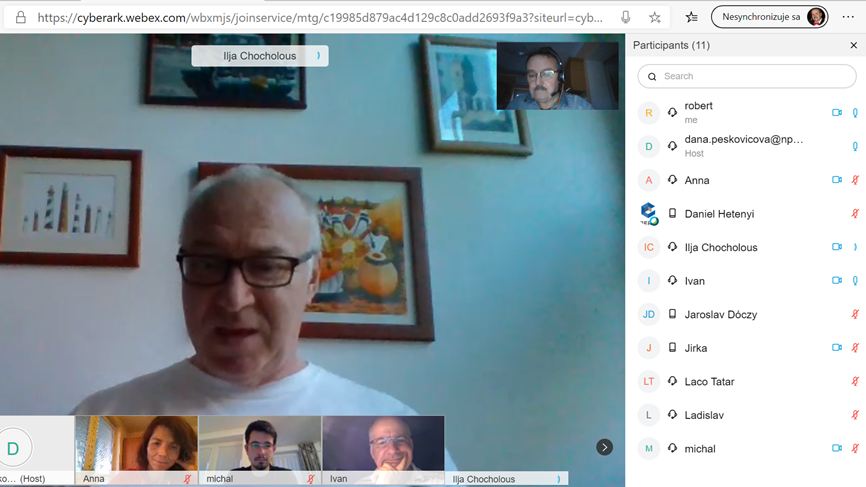 https://cyberark.webex.com/wbxmjs/joinservice/mtg/c19985d879ac4d129c8c0add2693f9a3?siteurl=cyb...
Nesynchronizuje sa
Ilja Chocholous
Participants (11)
Search
R
robert
me
D
dana.peskovicova@np...
Host
A
Anna
Daniel Hetenyi
IC
Ilja Chocholous
I
Ivan
JD
Jaroslav Dóczy
J
Jirka
LT
Laco Tatar
L
Ladislav
M
michal
D
ko... (Host)
Anna
michal
Ivan
Ilja Chocholous